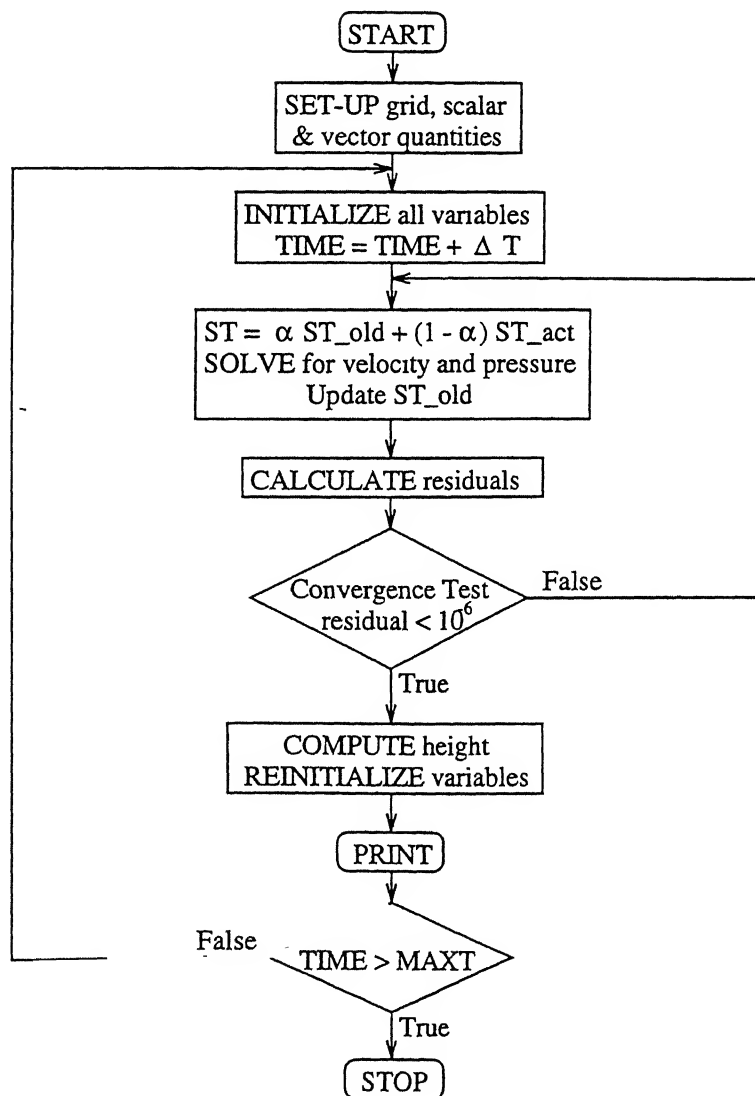 START
SET-UP grid, scalar
& vector quantities
INITIALIZE all variables
TIME = TIME + Δ T
ST = α ST_old + (1 - α) ST_act
SOLVE for velocity and pressure
Update ST_old
CALCULATE residuals
Convergence Test
residual < 10⁻⁶
False
True
COMPUTE height
REINITIALIZE variables
PRINT
False
TIME > MAXT
True
STOP